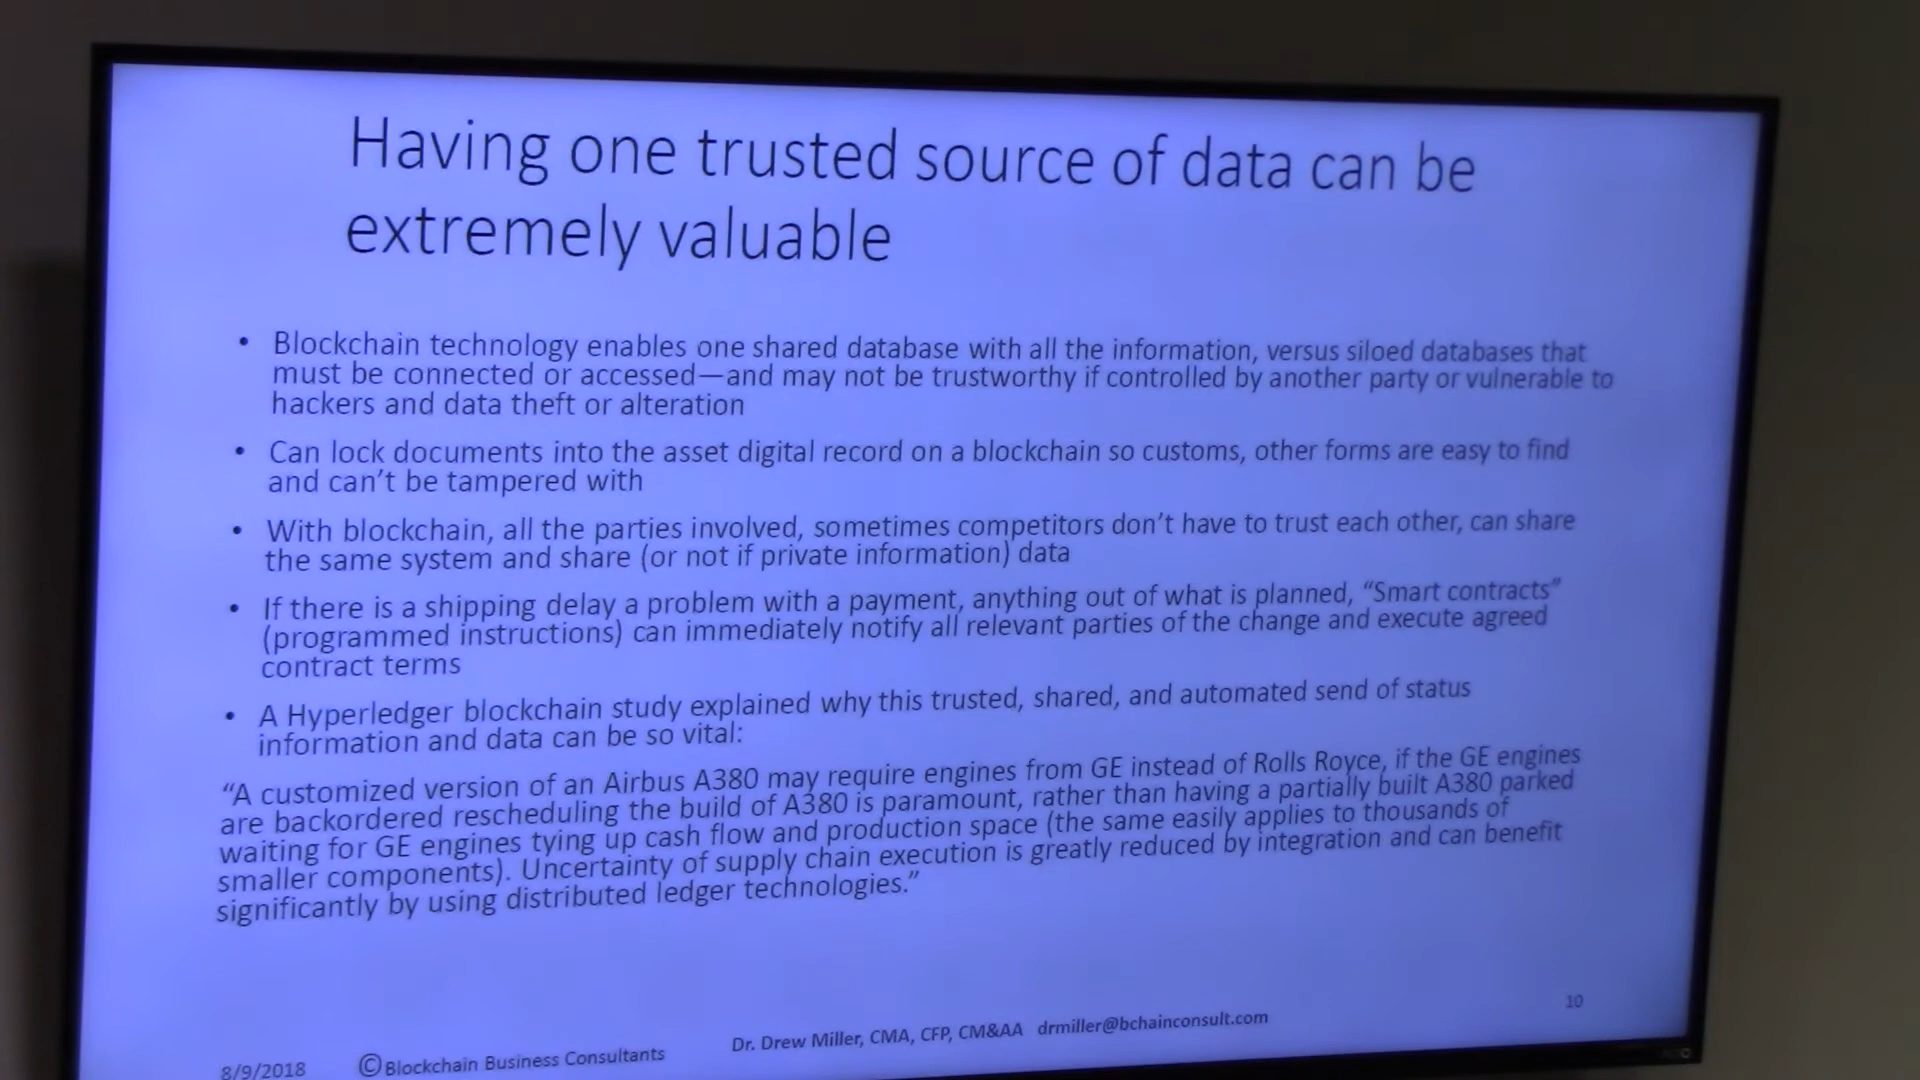 Having one trusted source of data can be
extremely valuable
• Blockchain technology enables one shared database with all the information, versus siloed databases that
must be connected or accessed—and may not be trustworthy if controlled by another party or vulnerable to
hackers and data theft or alteration
• Can lock documents into the asset digital record on a blockchain so customs, other forms are easy to find
and can't be tampered with
• With blockchain, all the parties involved, sometimes competitors don't have to trust each other, can share
the same system and share (or not if private information) data
• If there is a shipping delay a problem with a payment, anything out of what is planned, "Smart contracts"
(programmed instructions) can immediately notify all relevant parties of the change and execute agreed
contract terms
• A Hyperledger blockchain study explained why this trusted, shared, and automated send of status
information and data can be so vital:
"A customized version of an Airbus A380 may require engines from GE instead of Rolls Royce, if the GE engines
are backordered rescheduling the build of A380 is paramount, rather than having a partially built A380 parked
waiting for GE engines tying up cash flow and production space (the same easily applies to thousands of
smaller components). Uncertainty of supply chain execution is greatly reduced by integration and can benefit
significantly by using distributed ledger technologies."
8/9/2018 ©Blockchain Business Consultants Dr. Drew Miller, CMA, CFP, CM&AA drmiller@bchainconsult.com 10